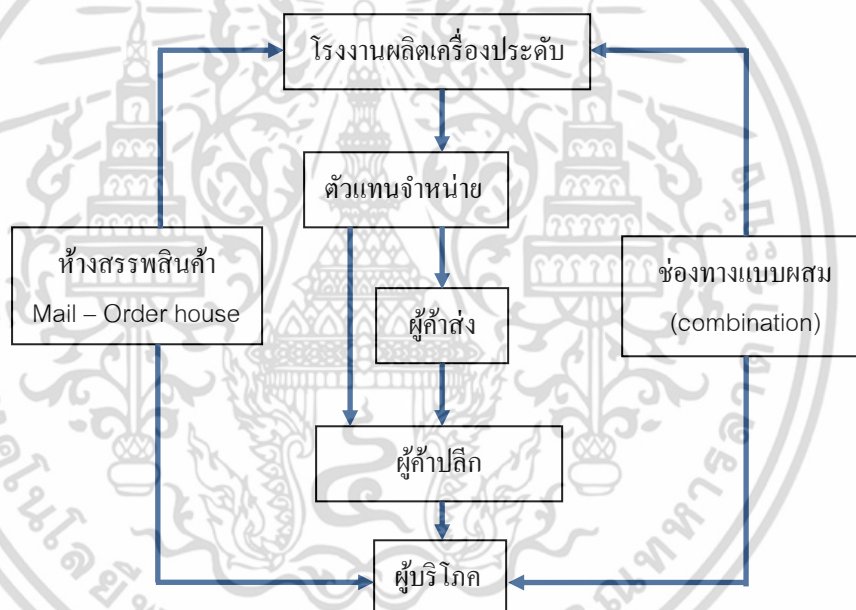 โรงงานผลิตเครื่องประดับ
ตัวแทนจำหน่าย
ห้างสรรพสินค้า
Mail – Order house
ผู้ค้าส่ง
ช่องทางแบบผสม
(combination)
ผู้ค้าปลีก
ผู้บริโภค